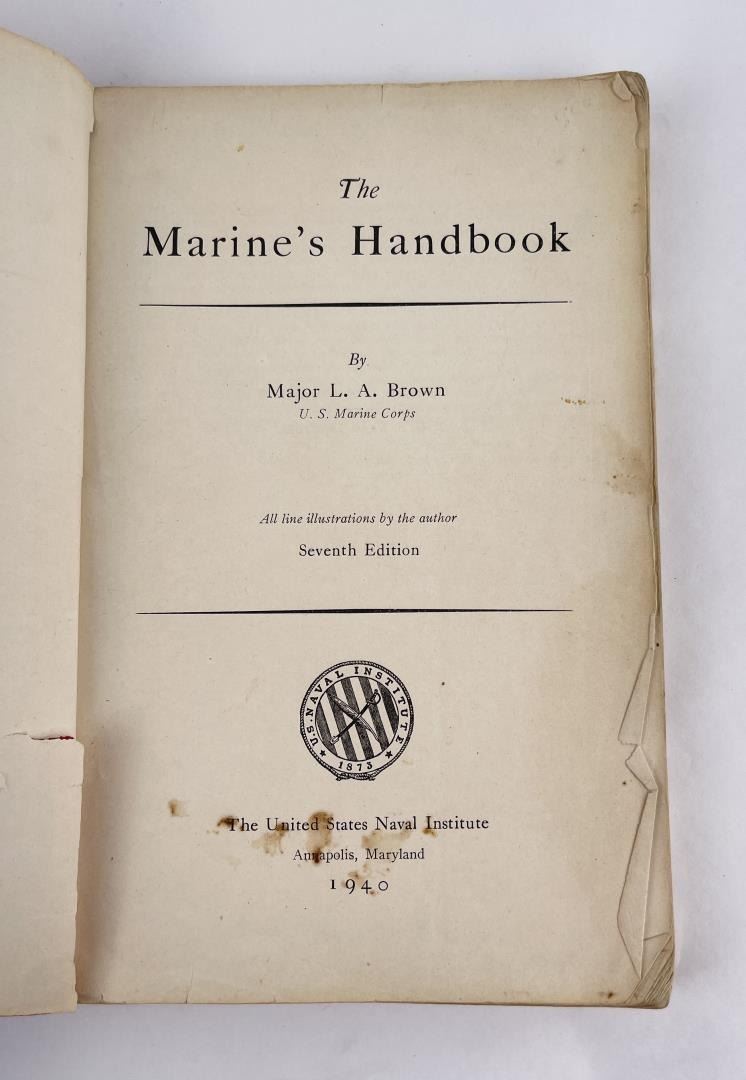 The
Marine's Handbook
By
Major L. A. Brown
U. S. Marine Corps
All line illustrations by the author
Seventh Edition
U.S. NAVAL INSTITUTE
1873
The United States Naval Institute
Annapolis, Maryland
1940